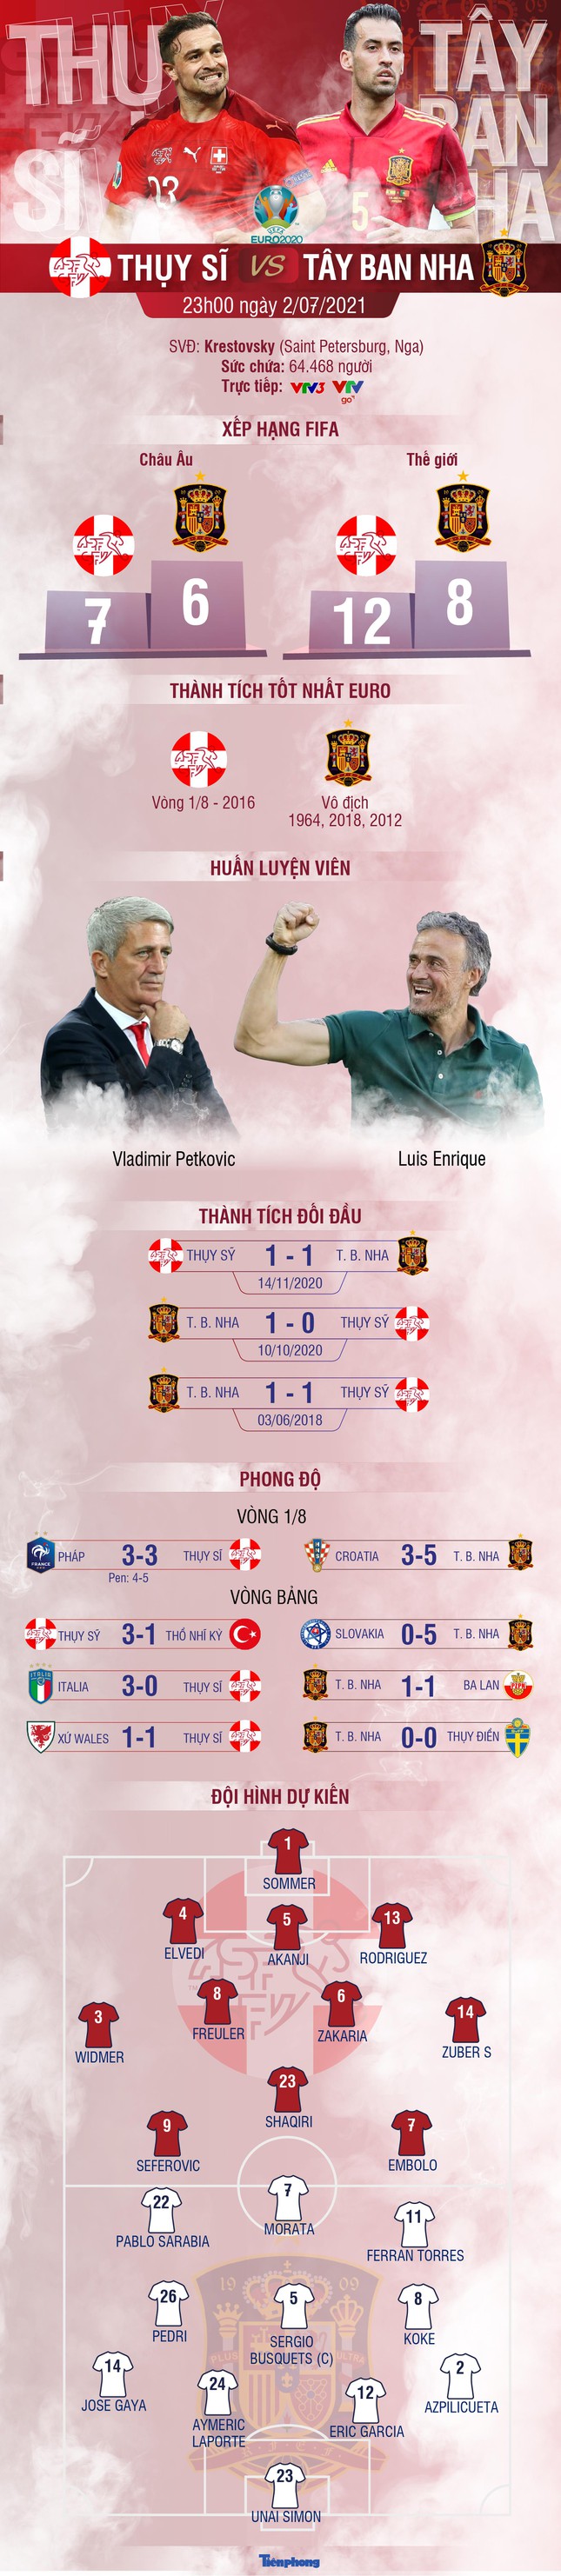 THỤY
SĨ
TÂY
BAN
NHA
03
5
UEFA
EURO2020
THỤY SĨ VS TÂY BAN NHA
23h00 ngày 2/07/2021
SVĐ: Krestovsky (Saint Petersburg, Nga)
Sức chứa: 64.468 người
Trực tiếp: VTV3 VTV
go
XẾP HẠNG FIFA
Châu Âu
Thế giới
7
6
12
8
THÀNH TÍCH TỐT NHẤT EURO
Vòng 1/8 - 2016
Vô địch
1964, 2018, 2012
HUẤN LUYỆN VIÊN
Vladimir Petkovic
Luis Enrique
THÀNH TÍCH ĐỐI ĐẦU
THỤY SỸ 1 - 1 T. B. NHA
14/11/2020
T. B. NHA 1 - 0 THỤY SỸ
10/10/2020
T. B. NHA 1 - 1 THỤY SỸ
03/06/2018
PHONG ĐỘ
VÒNG 1/8
PHÁP 3-3 THỤY SĨ
Pen: 4-5
CROATIA 3-5 T. B. NHA
VÒNG BẢNG
THỤY SỸ 3-1 THỔ NHĨ KỲ
SLOVAKIA 0-5 T. B. NHA
ITALIA 3-0 THỤY SĨ
T. B. NHA 1-1 BA LAN
XỨ WALES 1-1 THỤY SĨ
T. B. NHA 0-0 THỤY ĐIỂN
ĐỘI HÌNH DỰ KIẾN
1
SOMMER
4
ELVEDI
5
AKANJI
13
RODRIGUEZ
8
FREULER
6
ZAKARIA
3
WIDMER
14
ZUBER S
23
SHAQIRI
9
SEFEROVIC
7
EMBOLO
22
PABLO SARABIA
7
MORATA
11
FERRAN TORRES
26
PEDRI
5
SERGIO
BUSQUETS (C)
8
KOKE
14
JOSE GAYA
24
AYMERIC
LAPORTE
12
ERIC GARCIA
2
AZPILICUETA
23
UNAI SIMON
Tiênphong